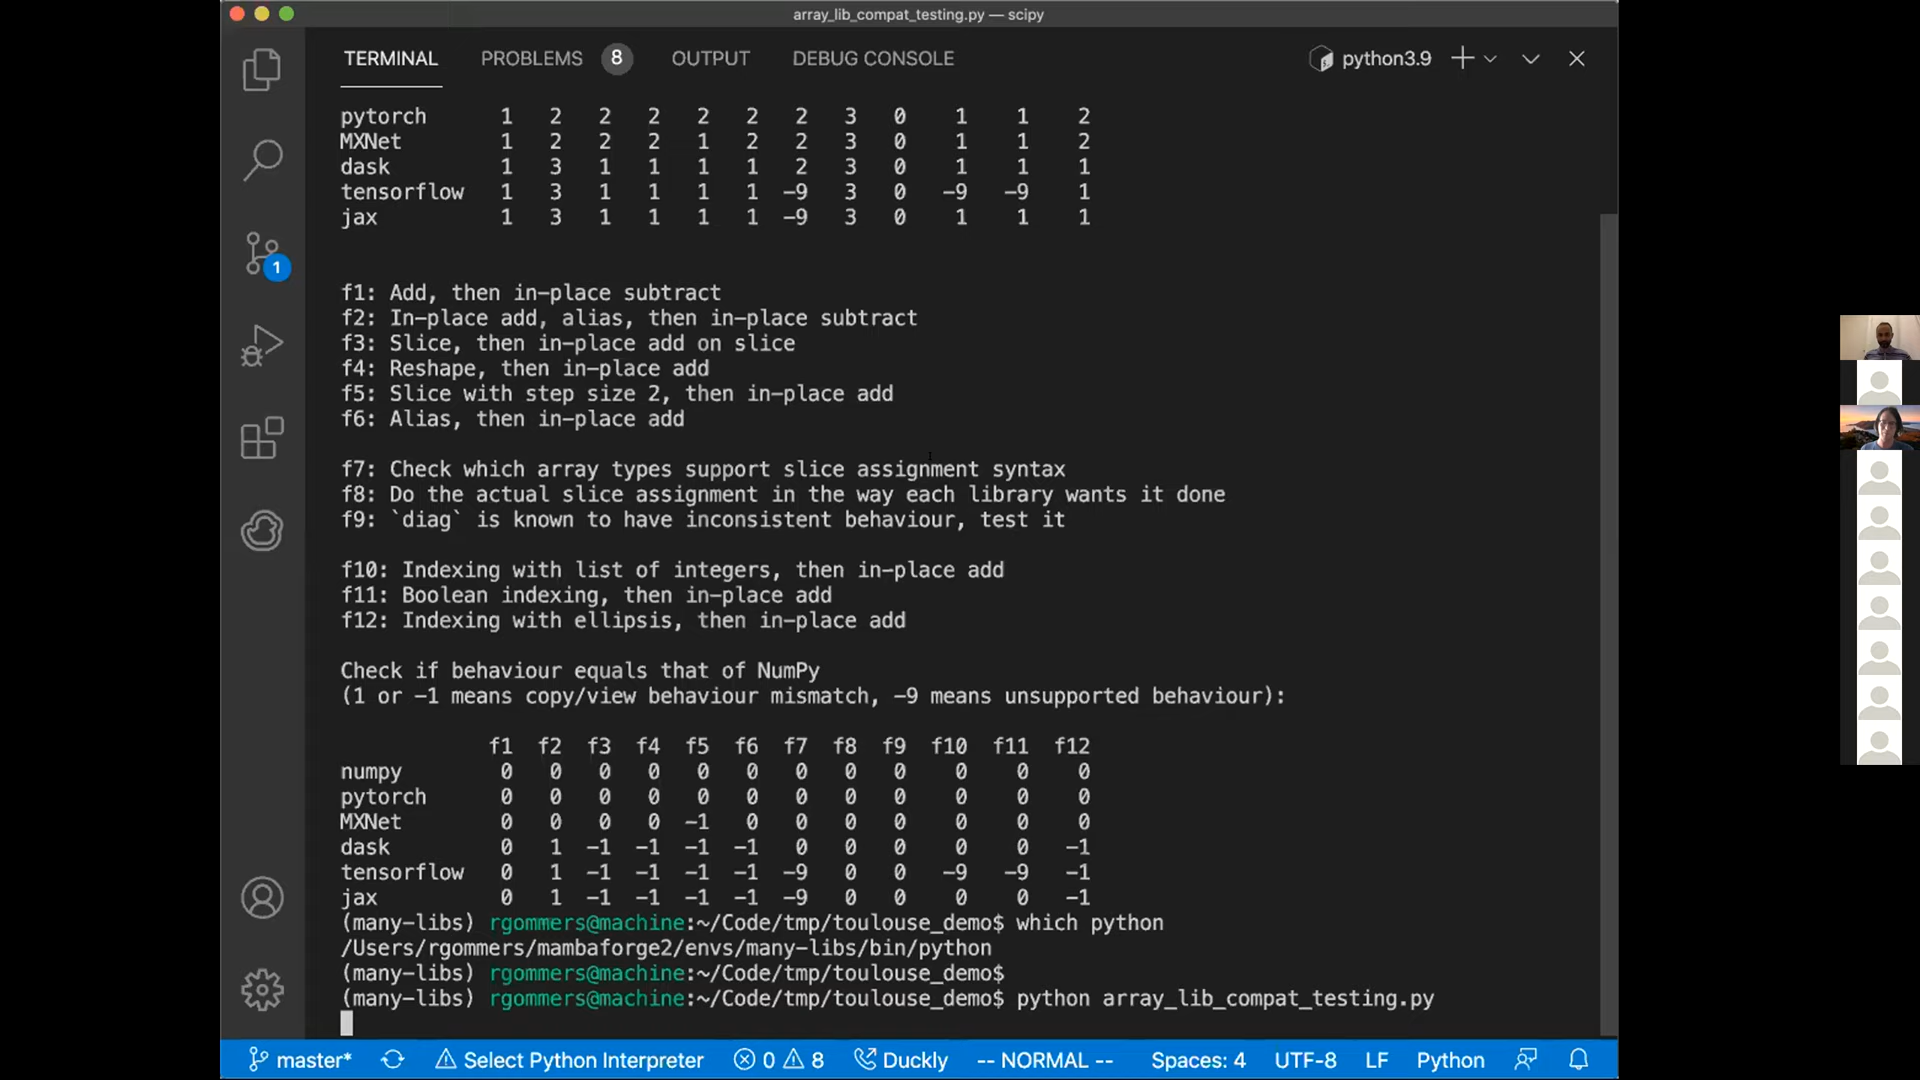 array_lib_compat_testing.py — scipy
TERMINAL PROBLEMS 8 OUTPUT DEBUG CONSOLE python3.9
pytorch 1 2 2 2 2 2 2 3 0 1 1 2
MXNet 1 2 2 2 1 2 2 3 0 1 1 2
dask 1 3 1 1 1 1 2 3 0 1 1 1
tensorflow 1 3 1 1 1 1 -9 3 0 -9 -9 1
jax 1 3 1 1 1 1 -9 3 0 1 1 1
f1: Add, then in-place subtract
f2: In-place add, alias, then in-place subtract
f3: Slice, then in-place add on slice
f4: Reshape, then in-place add
f5: Slice with step size 2, then in-place add
f6: Alias, then in-place add
f7: Check which array types support slice assignment syntax
f8: Do the actual slice assignment in the way each library wants it done
f9: `diag` is known to have inconsistent behaviour, test it
f10: Indexing with list of integers, then in-place add
f11: Boolean indexing, then in-place add
f12: Indexing with ellipsis, then in-place add
Check if behaviour equals that of NumPy
(1 or -1 means copy/view behaviour mismatch, -9 means unsupported behaviour):
f1 f2 f3 f4 f5 f6 f7 f8 f9 f10 f11 f12
numpy 0 0 0 0 0 0 0 0 0 0 0 0
pytorch 0 0 0 0 0 0 0 0 0 0 0 0
MXNet 0 0 0 0 -1 0 0 0 0 0 0 0
dask 0 1 -1 -1 -1 -1 0 0 0 0 0 -1
tensorflow 0 1 -1 -1 -1 -1 -9 0 0 -9 -9 -1
jax 0 1 -1 -1 -1 -1 -9 0 0 0 0 -1
(many-libs) rgommers@machine:~/Code/tmp/toulouse_demo$ which python
/Users/rgommers/mambaforge2/envs/many-libs/bin/python
(many-libs) rgommers@machine:~/Code/tmp/toulouse_demo$
(many-libs) rgommers@machine:~/Code/tmp/toulouse_demo$ python array_lib_compat_testing.py
1
master* Select Python Interpreter 0 8 Duckly -- NORMAL -- Spaces: 4 UTF-8 LF Python